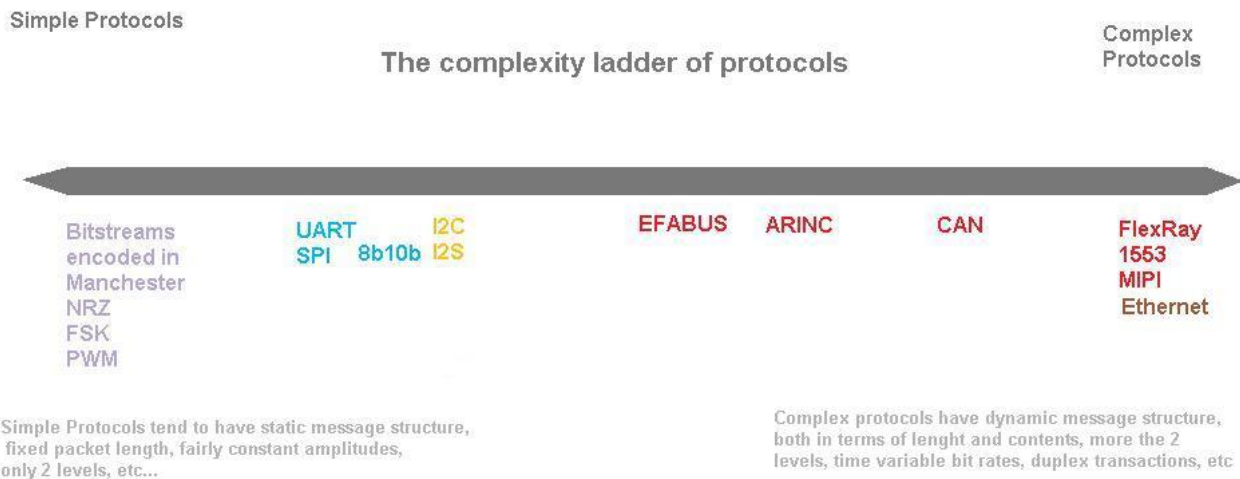 Simple Protocols
Complex
Protocols
The complexity ladder of protocols
Bitstreams
encoded in
Manchester
NRZ
FSK
PWM
UART
SPI
8b10b
I2C
I2S
EFABUS
ARINC
CAN
FlexRay
1553
MIPI
Ethernet
Simple Protocols tend to have static message structure,
fixed packet length, fairly constant amplitudes,
only 2 levels, etc...
Complex protocols have dynamic message structure,
both in terms of lenght and contents, more the 2
levels, time variable bit rates, duplex transactions, etc